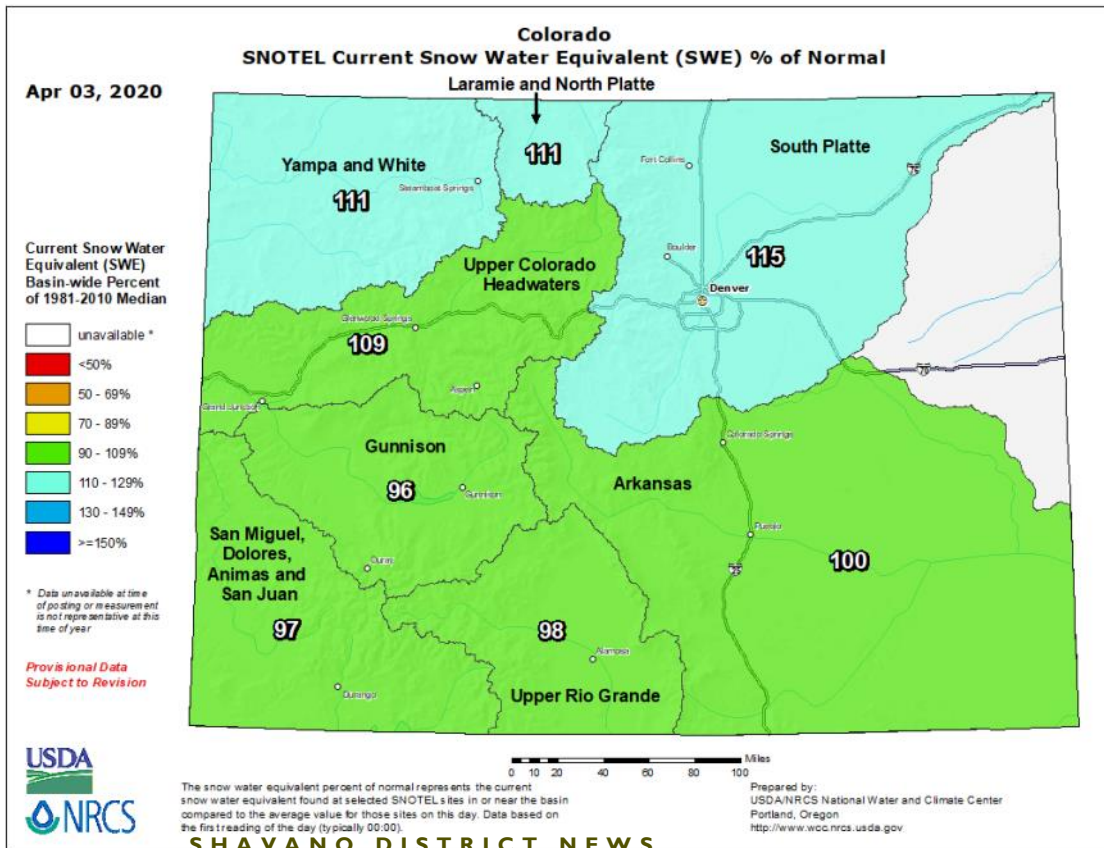 Colorado
SNOTEL Current Snow Water Equivalent (SWE) % of Normal
Apr 03, 2020
Laramie and North Platte
111
Yampa and White
111
Steamboat Springs
Fort Collins
South Platte
76
Boulder
115
Denver
Upper Colorado
Headwaters
Glenwood Springs
109
Aspen
Grand Junction
70
Colorado Springs
Gunnison
96
Gunnison
Arkansas
Pueblo
100
25
San Miguel,
Dolores,
Animas and
San Juan
97
Ouray
Durango
98
Alamosa
Upper Rio Grande
Current Snow Water
Equivalent (SWE)
Basin-wide Percent
of 1981-2010 Median
unavailable *
<50%
50 - 69%
70 - 89%
90 - 109%
110 - 129%
130 - 149%
>=150%
* Data unavailable at time
of posting or measurement
is not representative at this
time of year
Provisional Data
Subject to Revision
USDA
NRCS
Miles
0 10 20 40 60 80 100
The snow water equivalent percent of normal represents the current
snow water equivalent found at selected SNOTEL sites in or near the basin
compared to the average value for those sites on this day. Data based on
the first reading of the day (typically 00:00).
Prepared by:
USDA/NRCS National Water and Climate Center
Portland, Oregon
http://www.wcc.nrcs.usda.gov
SHAVANO DISTRICT NEWS